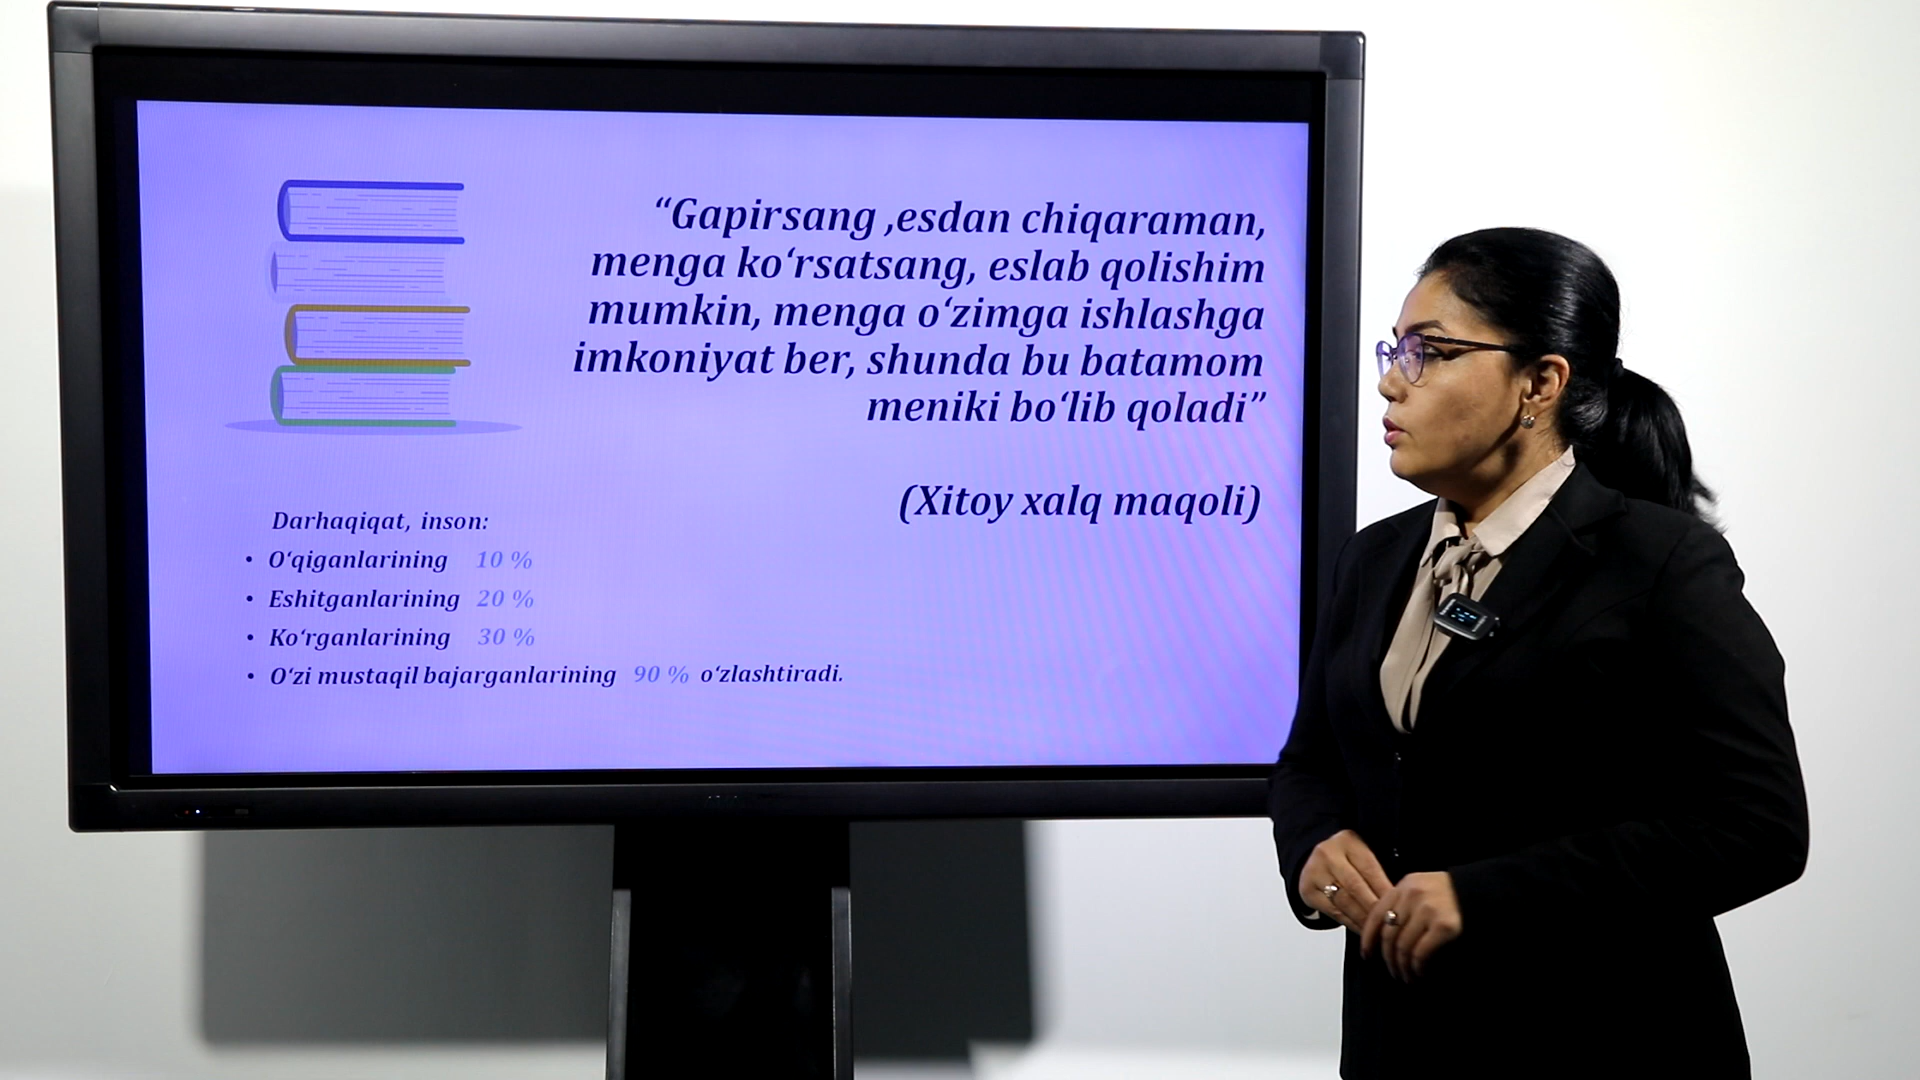 “Gapirsang ,esdan chiqaraman,
menga ko‘rsatsang, eslab qolishim
mumkin, menga o‘zimga ishlashga
imkoniyat ber, shunda bu batamom
meniki bo‘lib qoladi”
(Xitoy xalq maqoli)
Darhaqiqat, inson:
• O‘qiganlarining 10 %
• Eshitganlarining 20 %
• Ko‘rganlarining 30 %
• O‘zi mustaqil bajarganlarining 90 % o‘zlashtiradi.